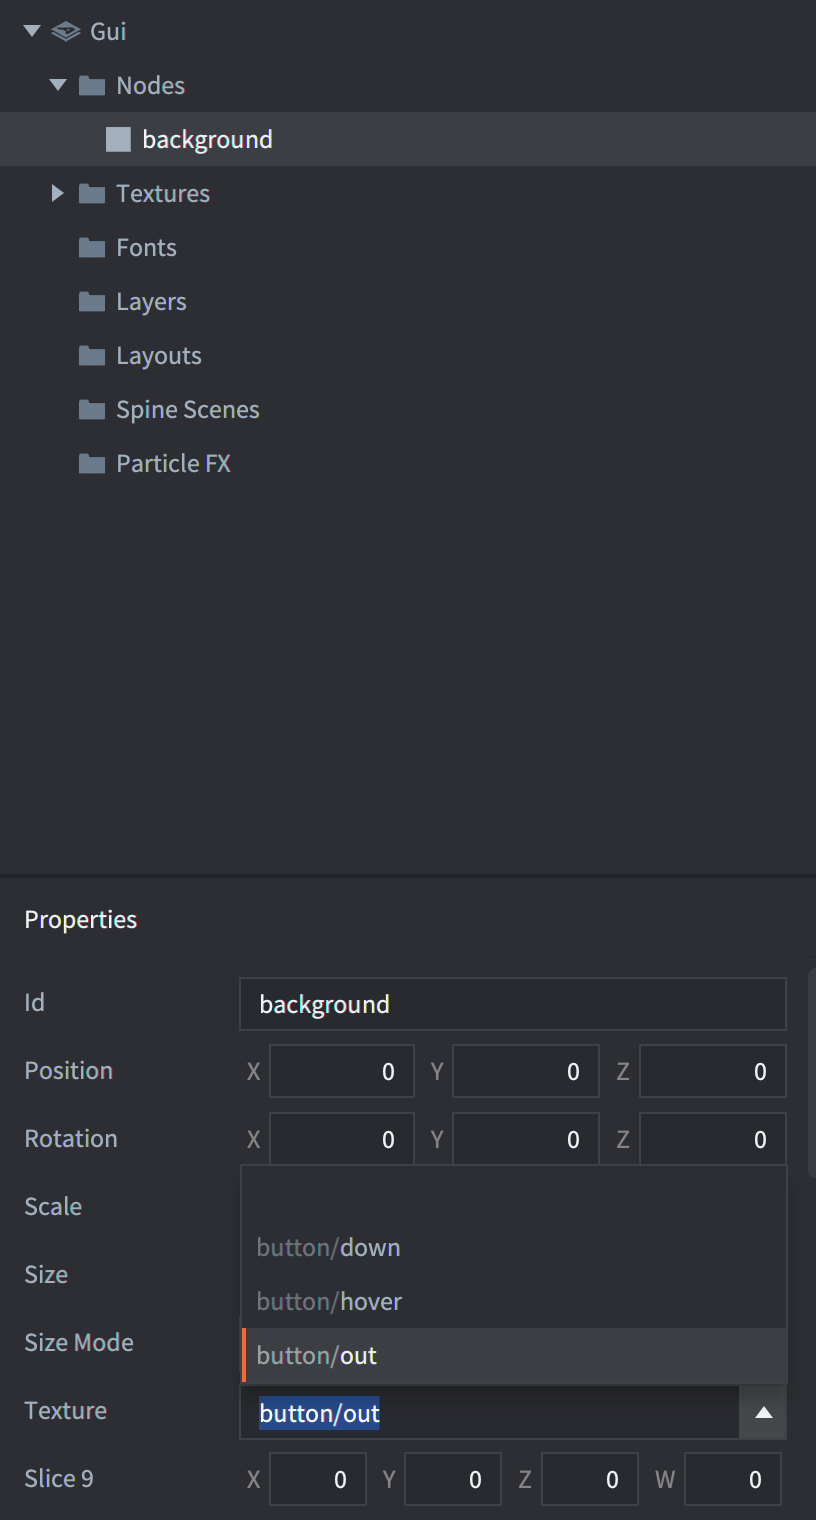 Gui
Nodes
background
Textures
Fonts
Layers
Layouts
Spine Scenes
Particle FX
Properties
Id background
Position X 0 Y 0 Z 0
Rotation X 0 Y 0 Z 0
Scale
button/down
Size
button/hover
Size Mode
button/out
Texture button/out
Slice 9 X 0 Y 0 Z 0 W 0